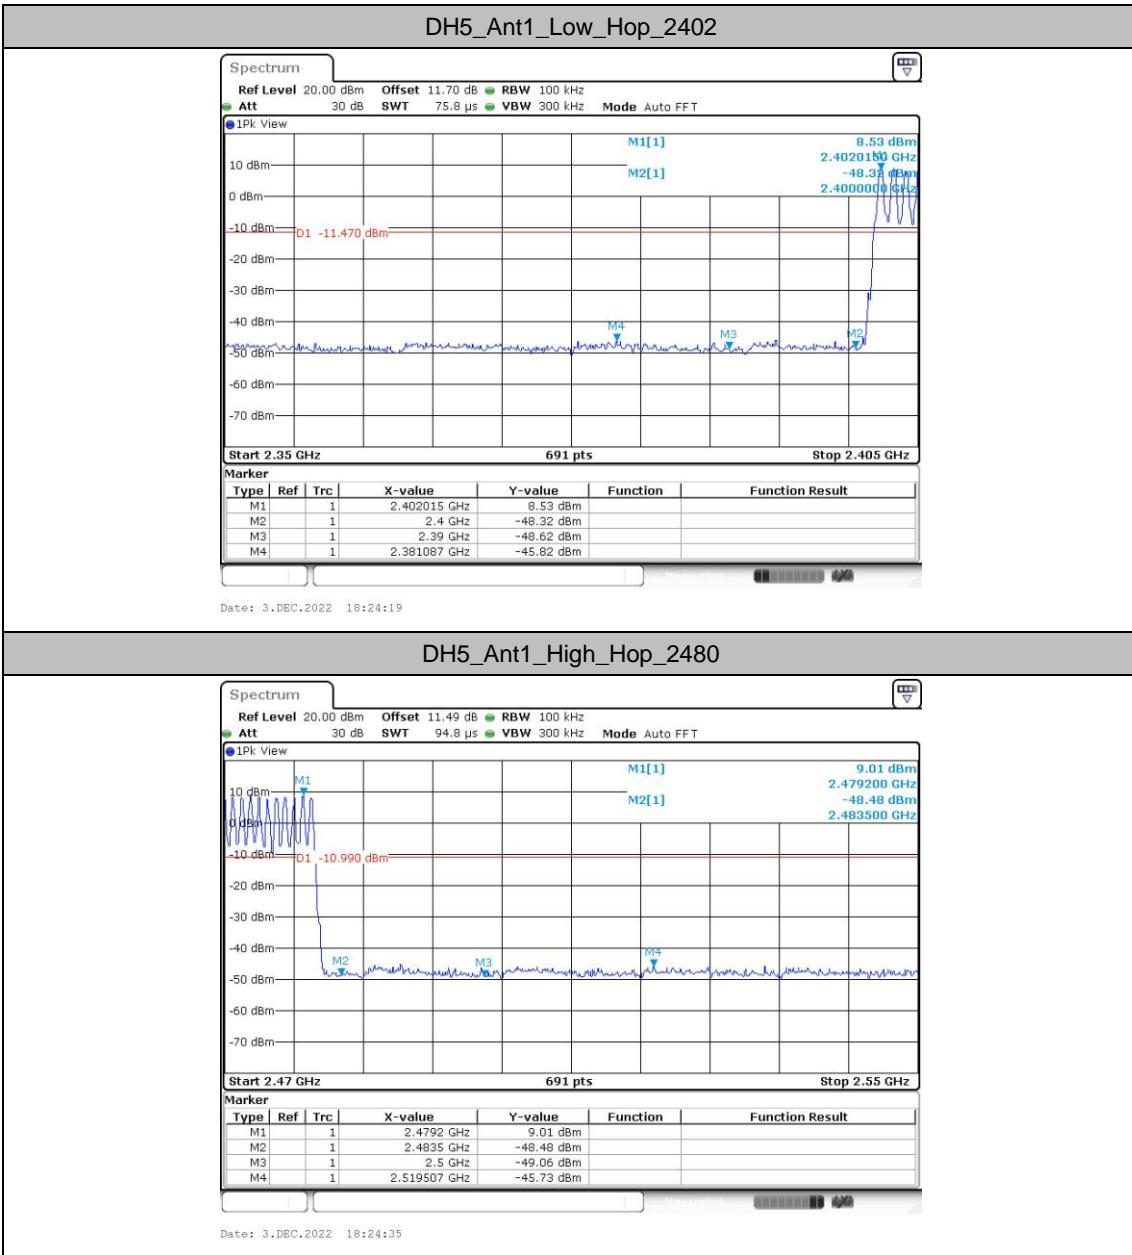 DH5_Ant1_Low_Hop_2402
Spectrum
Ref Level 20.00 dBm Offset 11.70 dB RBW 100 kHz
Att 30 dB SWT 75.8 µs VBW 300 kHz Mode Auto FFT
1Pk View
M1[1] 8.53 dBm
2.4020150 GHz
M1
M2[1] -48.32 dBm
2.4000000 GHz
10 dBm
0 dBm
-10 dBm
D1 -11.470 dBm
-20 dBm
-30 dBm
-40 dBm
M4
M3
M2
-50 dBm
-60 dBm
-70 dBm
Start 2.35 GHz 691 pts Stop 2.405 GHz
Marker
Type Ref Trc X-value Y-value Function Function Result
M1 1 2.402015 GHz 8.53 dBm
M2 1 2.4 GHz -48.32 dBm
M3 1 2.39 GHz -48.62 dBm
M4 1 2.381087 GHz -45.82 dBm
Date: 3.DEC.2022 18:24:19
DH5_Ant1_High_Hop_2480
Spectrum
Ref Level 20.00 dBm Offset 11.49 dB RBW 100 kHz
Att 30 dB SWT 94.8 µs VBW 300 kHz Mode Auto FFT
1Pk View
M1[1] 9.01 dBm
2.479200 GHz
M1
M2[1] -48.48 dBm
2.483500 GHz
10 dBm
0 dBm
-10 dBm
D1 -10.990 dBm
-20 dBm
-30 dBm
-40 dBm
M2
M3
M4
-50 dBm
-60 dBm
-70 dBm
Start 2.47 GHz 691 pts Stop 2.55 GHz
Marker
Type Ref Trc X-value Y-value Function Function Result
M1 1 2.4792 GHz 9.01 dBm
M2 1 2.4835 GHz -48.48 dBm
M3 1 2.5 GHz -49.06 dBm
M4 1 2.519507 GHz -45.73 dBm
Date: 3.DEC.2022 18:24:35